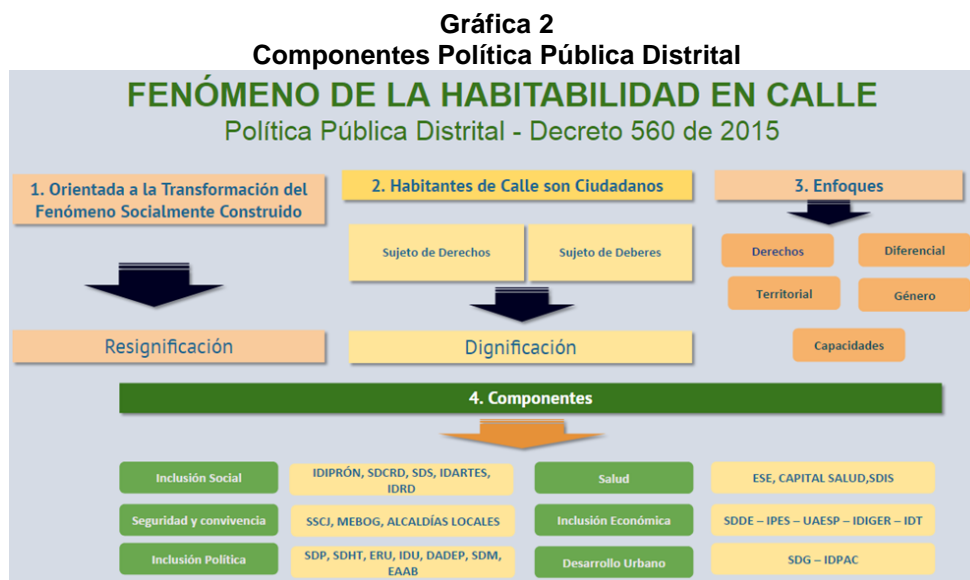 Gráfica 2
Componentes Política Pública Distrital
FENÓMENO DE LA HABITABILIDAD EN CALLE
Política Pública Distrital - Decreto 560 de 2015
1. Orientada a la Transformación del
Fenómeno Socialmente Construido
Resignificación
2. Habitantes de Calle son Ciudadanos
Sujeto de Derechos
Sujeto de Deberes
Dignificación
3. Enfoques
Derechos
Diferencial
Territorial
Género
Capacidades
4. Componentes
Inclusión Social
IDIPRÓN, SDCRD, SDS, IDARTES,
IDRD
Salud
ESE, CAPITAL SALUD,SDIS
Seguridad y convivencia
SSCJ, MEBOG, ALCALDÍAS LOCALES
Inclusión Económica
SDDE – IPES – UAESP – IDIGER – IDT
Inclusión Política
SDP, SDHT, ERU, IDU, DADEP, SDM,
EAAB
Desarrollo Urbano
SDG – IDPAC